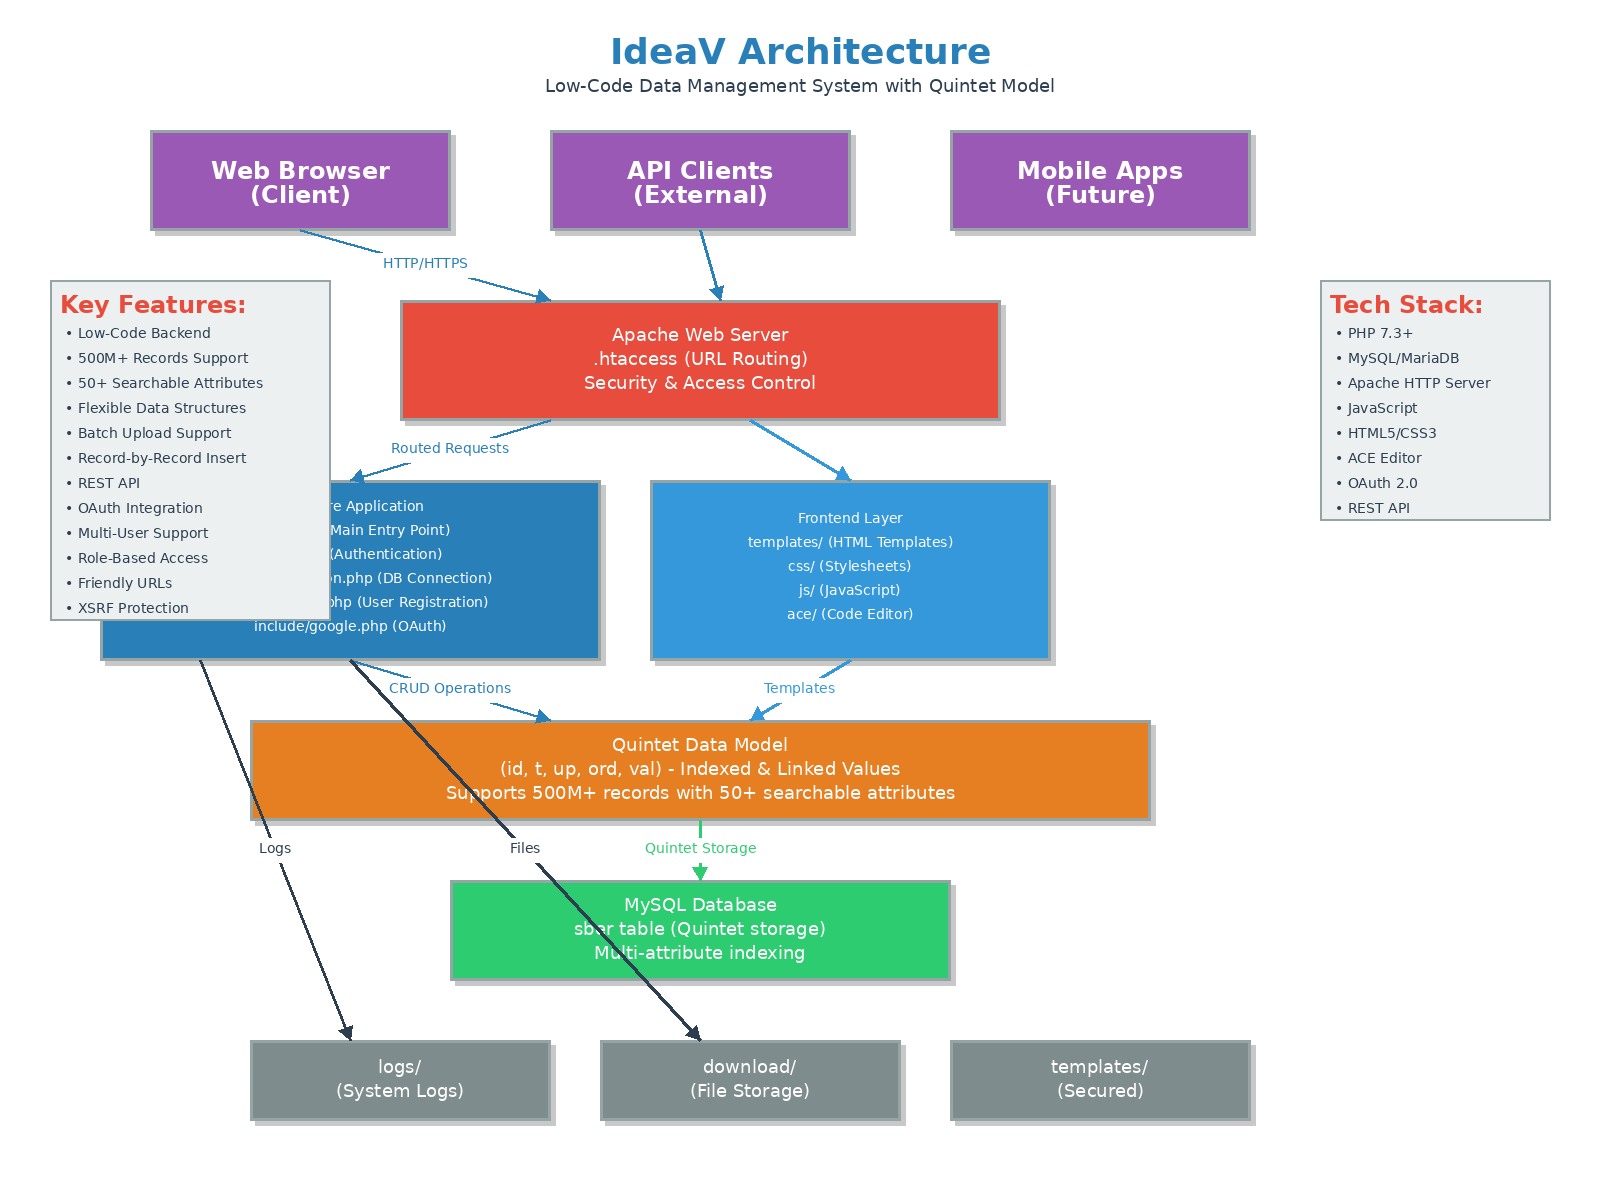 IdeaV Architecture
Low-Code Data Management System with Quintet Model
Web Browser
(Client)
API Clients
(External)
Mobile Apps
(Future)
HTTP/HTTPS
Key Features:
• Low-Code Backend
• 500M+ Records Support
• 50+ Searchable Attributes
• Flexible Data Structures
• Batch Upload Support
• Record-by-Record Insert
• REST API
• OAuth Integration
• Multi-User Support
• Role-Based Access
• Friendly URLs
• XSRF Protection
Apache Web Server
.htaccess (URL Routing)
Security & Access Control
Tech Stack:
• PHP 7.3+
• MySQL/MariaDB
• Apache HTTP Server
• JavaScript
• HTML5/CSS3
• ACE Editor
• OAuth 2.0
• REST API
Routed Requests
Application
Main Entry Point)
(Authentication)
.php (DB Connection)
php (User Registration)
include/google.php (OAuth)
Frontend Layer
templates/ (HTML Templates)
css/ (Stylesheets)
js/ (JavaScript)
ace/ (Code Editor)
CRUD Operations
Templates
Quintet Data Model
(id, t, up, ord, val) - Indexed & Linked Values
Supports 500M+ records with 50+ searchable attributes
Logs
Files
Quintet Storage
MySQL Database
sber table (Quintet storage)
Multi-attribute indexing
logs/
(System Logs)
download/
(File Storage)
templates/
(Secured)